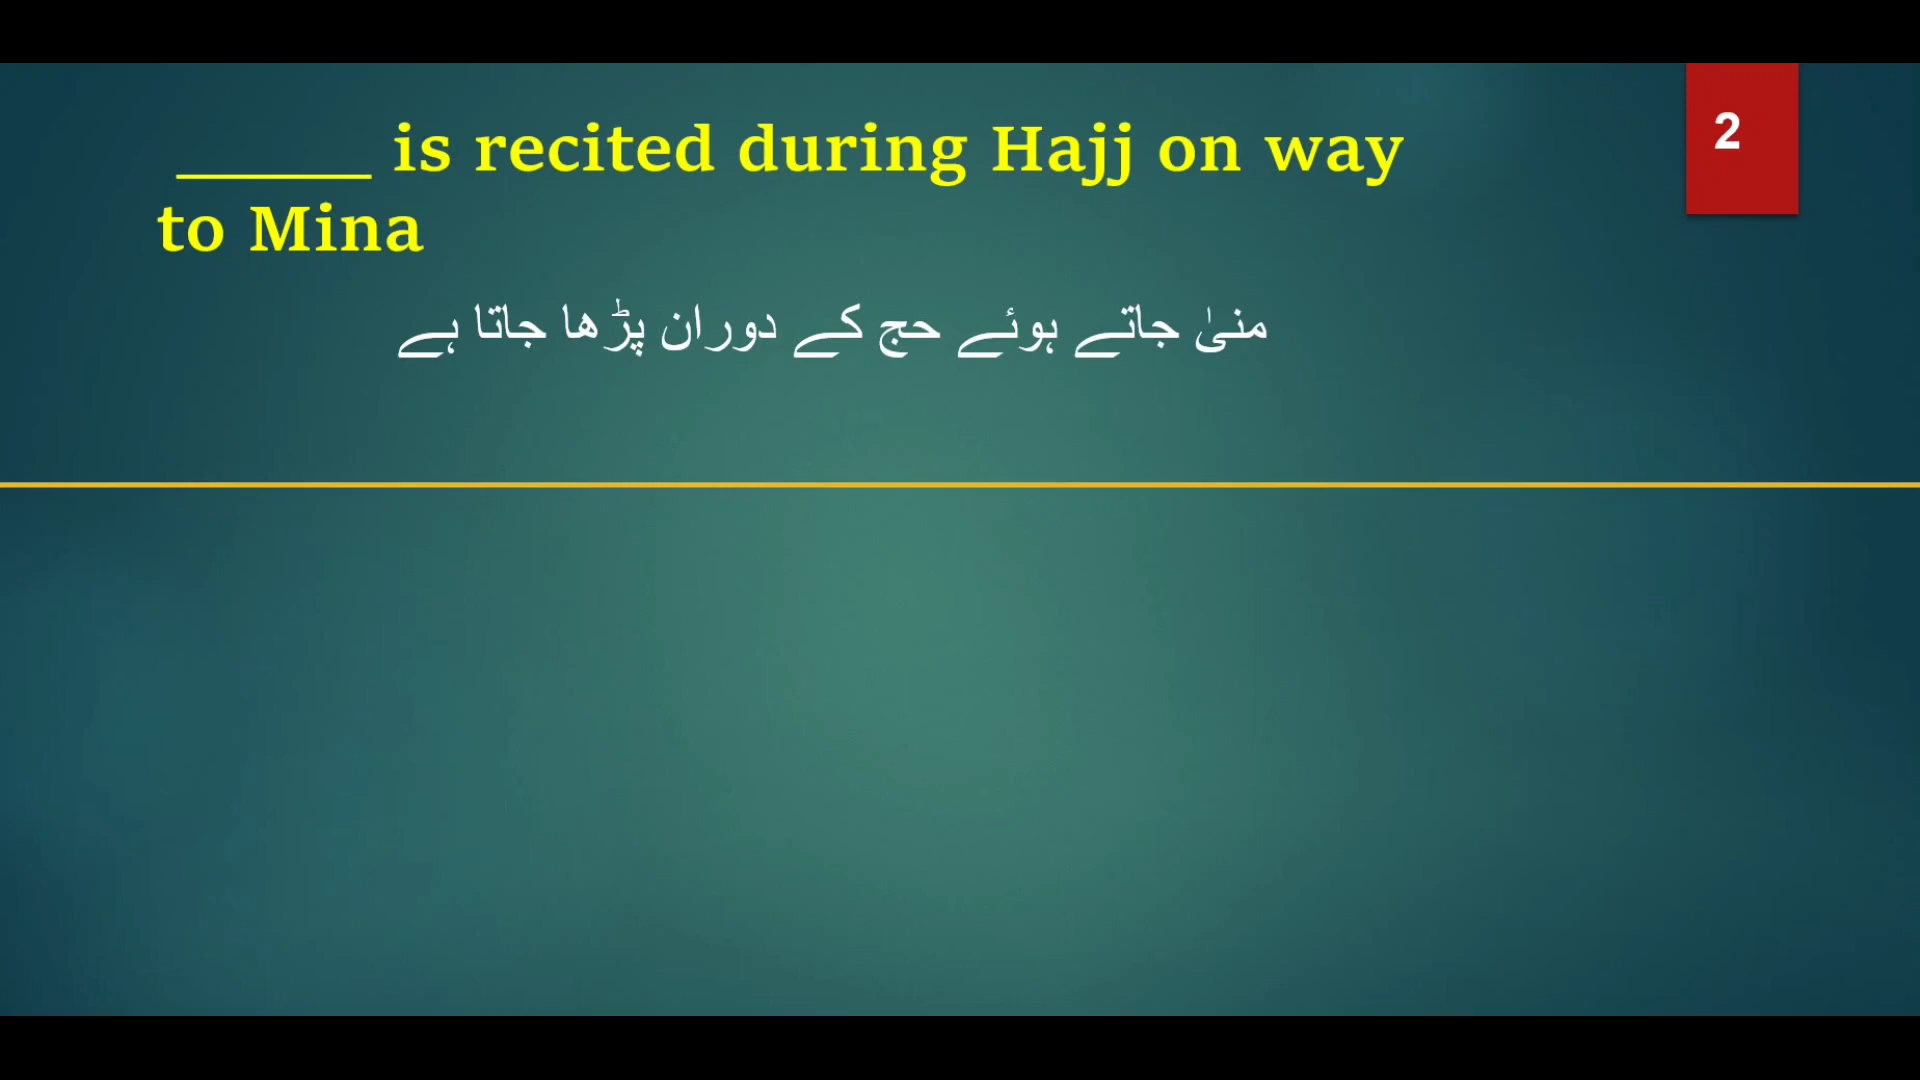 ______ is recited during Hajj on way
to Mina
منیٰ جاتے ہوئے حج کے دوران پڑھا جاتا ہے
2